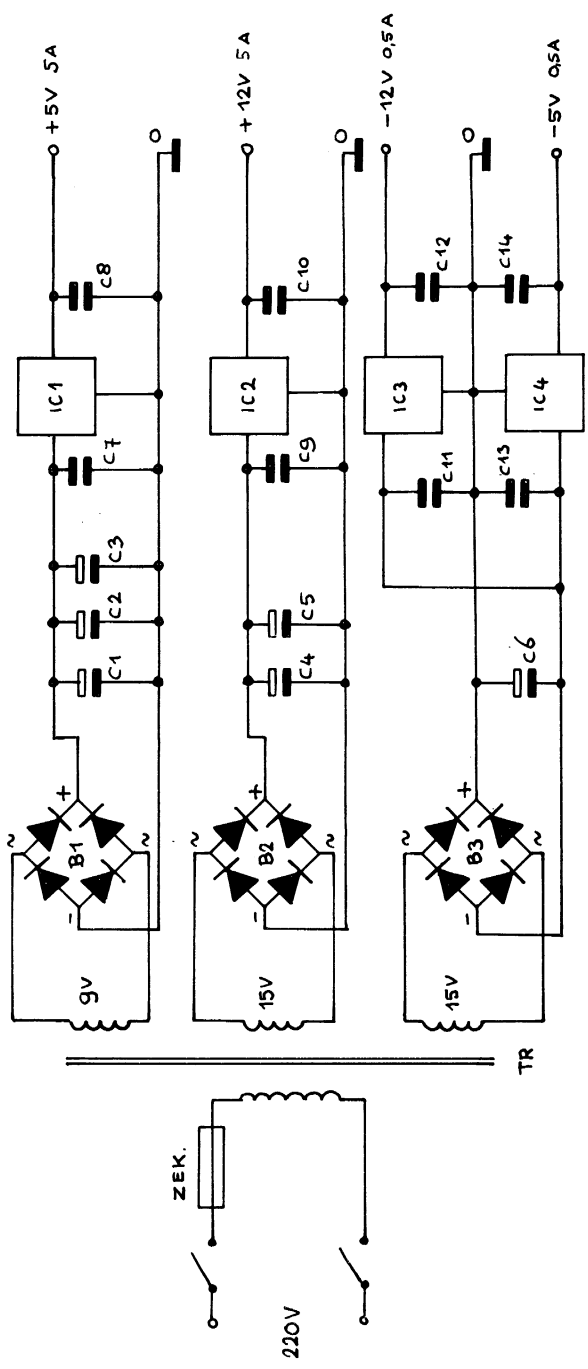 220V
ZEK.
TR
9V
~
B1
+
-
~
C1
C2
C3
C7
IC1
C8
+5V 5A
0
15V
~
B2
+
-
~
C4
C5
C9
IC2
C10
+12V 5A
0
15V
~
B3
+
-
~
C6
C11
C13
IC3
IC4
C12
C14
-12V 0,5A
0
-5V 0,5A